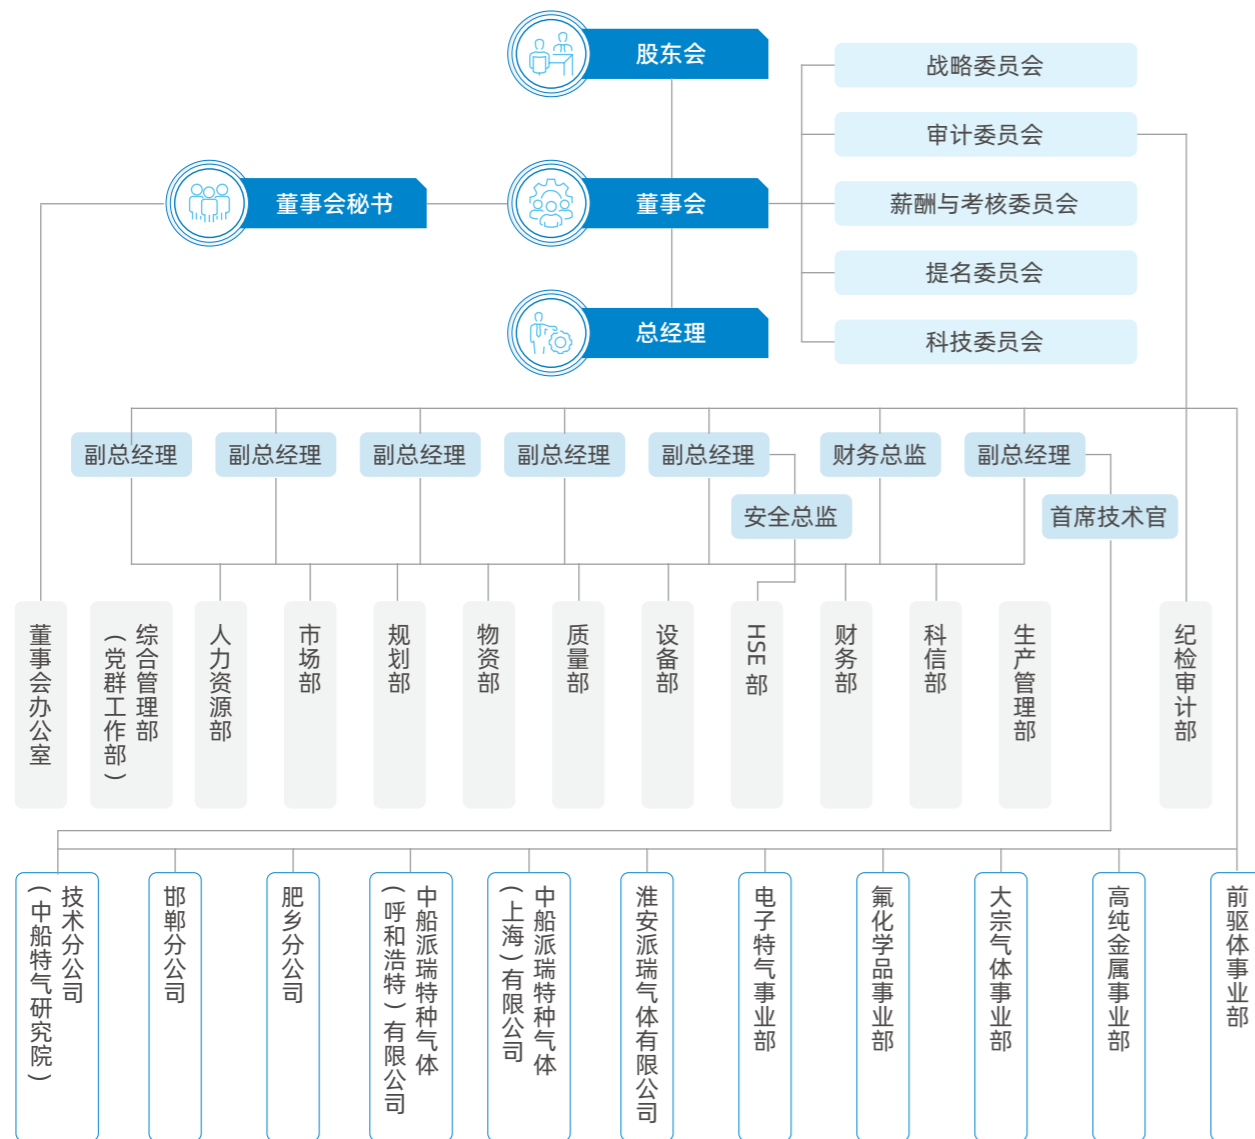 股东会
战略委员会
审计委员会
董事会秘书
董事会
薪酬与考核委员会
提名委员会
总经理
科技委员会
副总经理
副总经理
副总经理
副总经理
副总经理
财务总监
副总经理
安全总监
首席技术官
董事会办公室
综合管理部
（党群工作部）
人力资源部
市场部
规划部
物资部
质量部
设备部
HSE 部
财务部
科信部
生产管理部
纪检审计部
技术分公司
（中船特气研究院）
邯郸分公司
肥乡分公司
中船派瑞特种气体
（呼和浩特）有限公司
中船派瑞特种气体
（上海）有限公司
淮安派瑞气体有限公司
电子特气事业部
氟化学品事业部
大宗气体事业部
高纯金属事业部
前驱体事业部